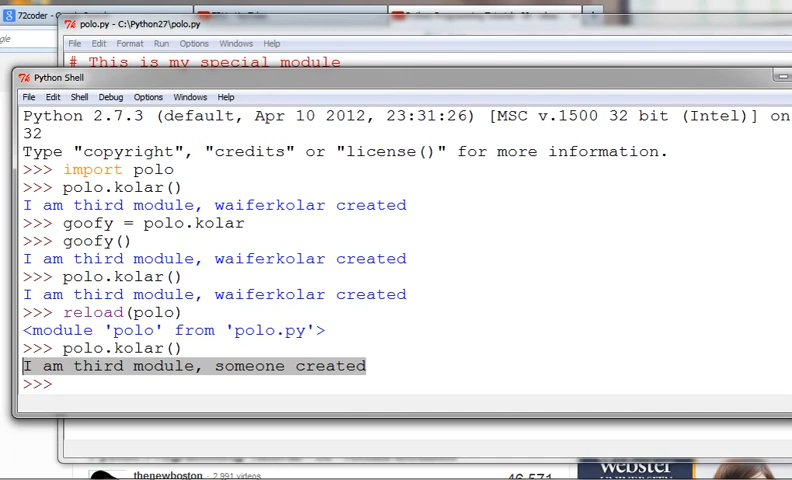 72coder - Google
polo.py - C:\Python27\polo.py
File Edit Format Run Options Windows Help
# This is my special module
Python Shell
File Edit Shell Debug Options Windows Help
Python 2.7.3 (default, Apr 10 2012, 23:31:26) [MSC v.1500 32 bit (Intel)] on
32
Type "copyright", "credits" or "license()" for more information.
>>> import polo
>>> polo.kolar()
I am third module, waiferkolar created
>>> goofy = polo.kolar
>>> goofy()
I am third module, waiferkolar created
>>> polo.kolar()
I am third module, waiferkolar created
>>> reload(polo)
<module 'polo' from 'polo.py'>
>>> polo.kolar()
I am third module, someone created
>>>
thenewboston 2,991 videos
46,571
webster